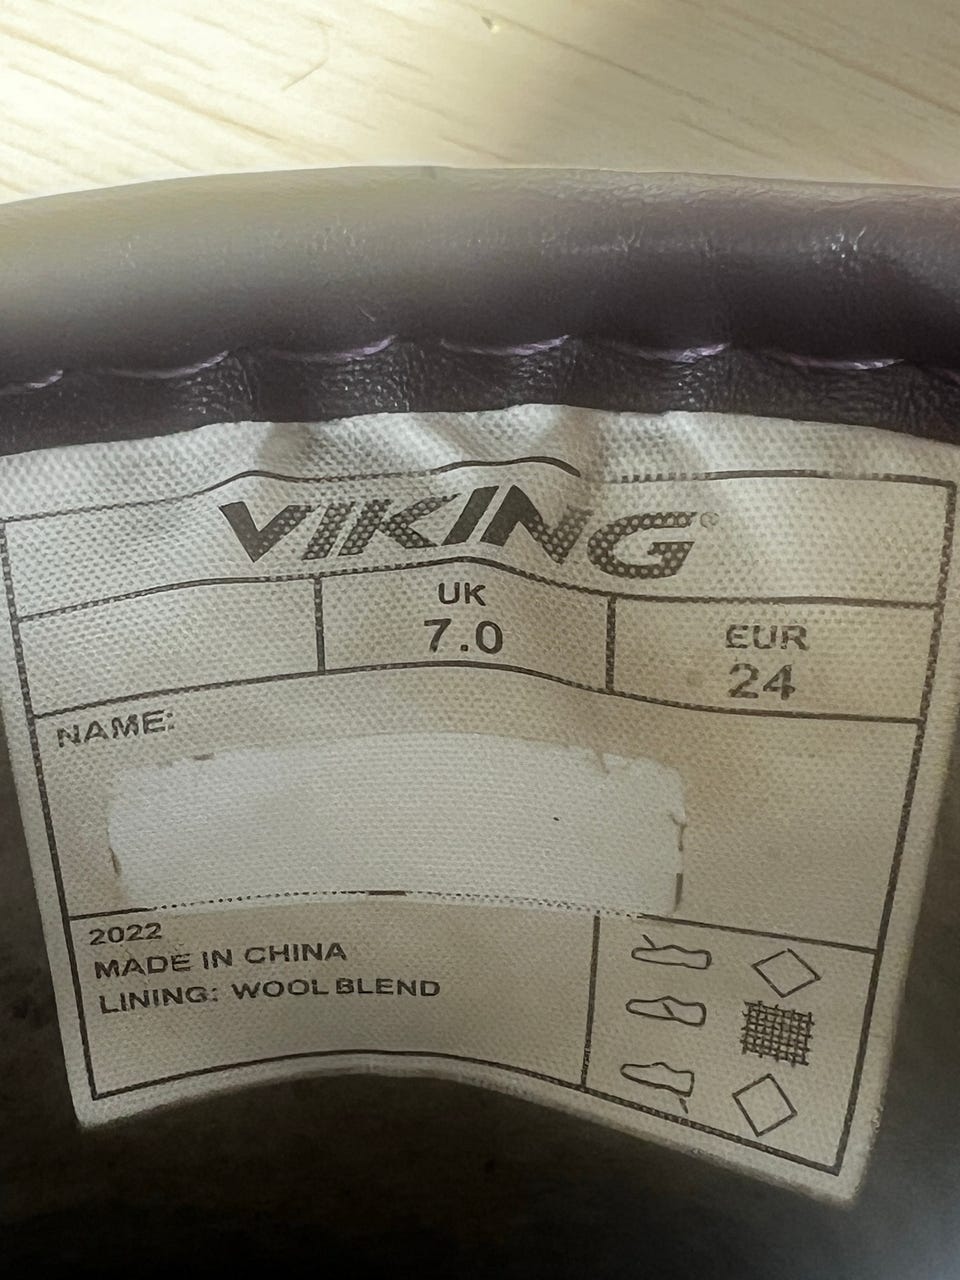 VIKING®
UK
7.0
EUR
24
NAME:
2022
MADE IN CHINA
LINING: WOOL BLEND